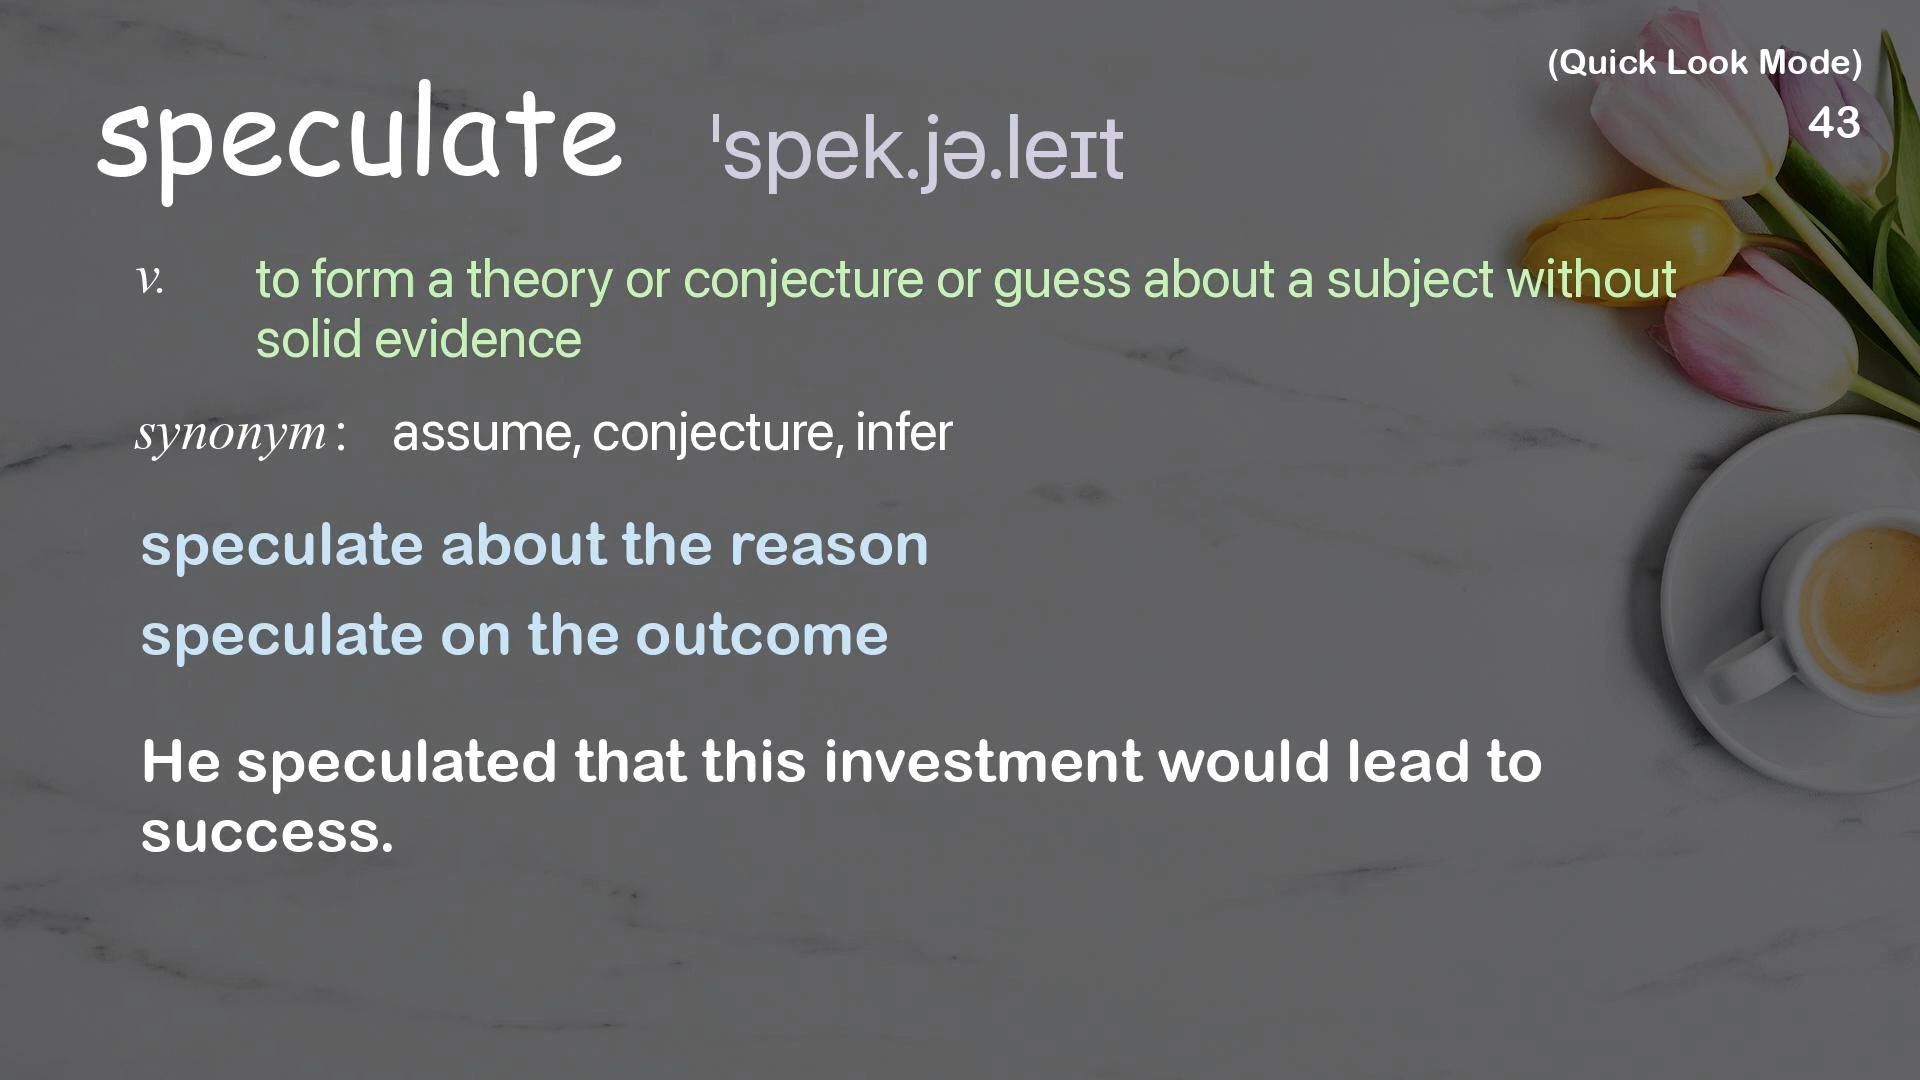 (Quick Look Mode)
43
speculate ˈspek.jə.leɪt
v. to form a theory or conjecture or guess about a subject without
solid evidence
synonym: assume, conjecture, infer
speculate about the reason
speculate on the outcome
He speculated that this investment would lead to
success.